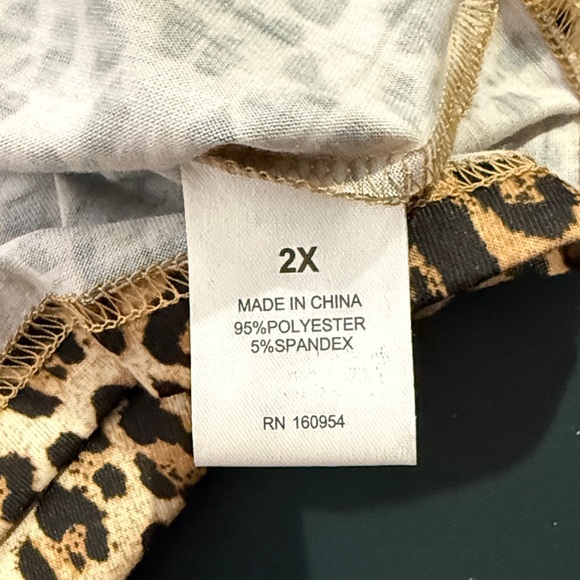 2X
MADE IN CHINA
95%POLYESTER
5%SPANDEX
RN 160954